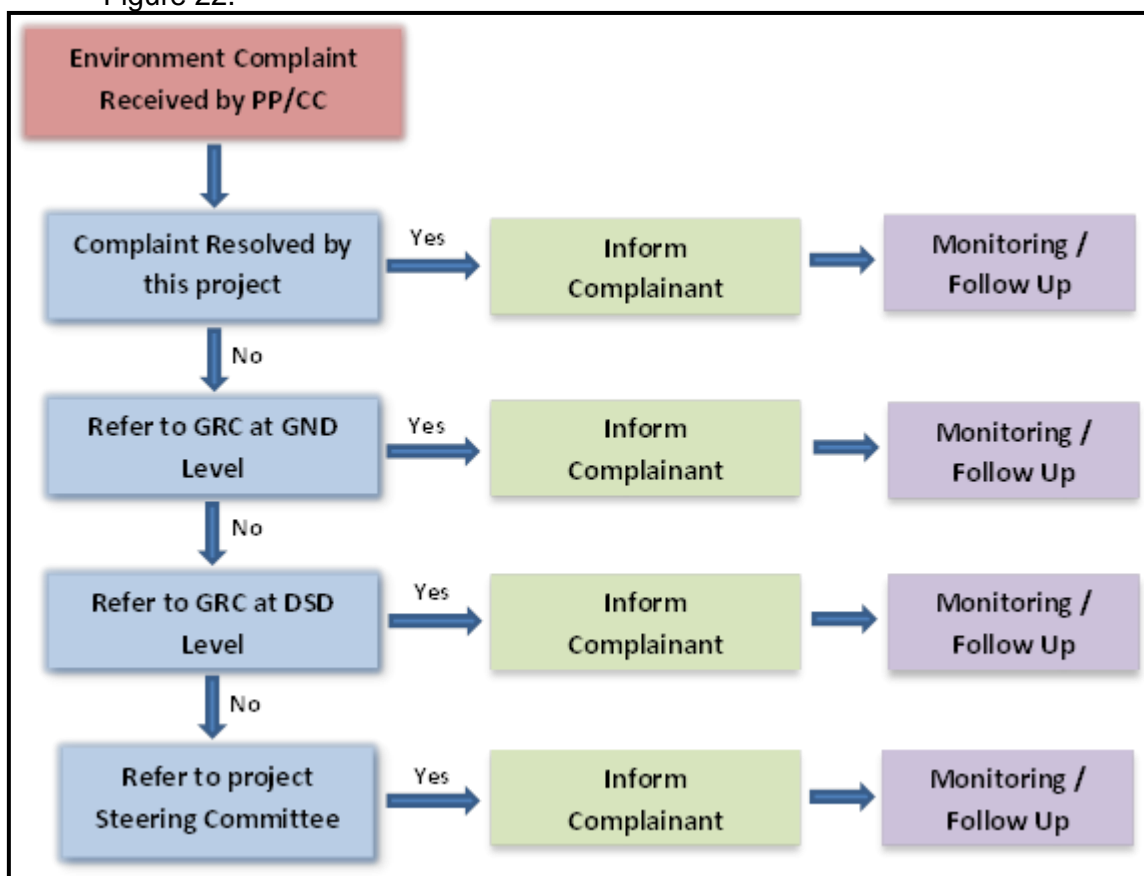 Figure 22.
Environment Complaint
Received by PP/CC
Complaint Resolved by
this project
Yes
Inform
Complainant
Monitoring /
Follow Up
No
Refer to GRC at GND
Level
Yes
Inform
Complainant
Monitoring /
Follow Up
No
Refer to GRC at DSD
Level
Yes
Inform
Complainant
Monitoring /
Follow Up
No
Refer to project
Steering Committee
Yes
Inform
Complainant
Monitoring /
Follow Up